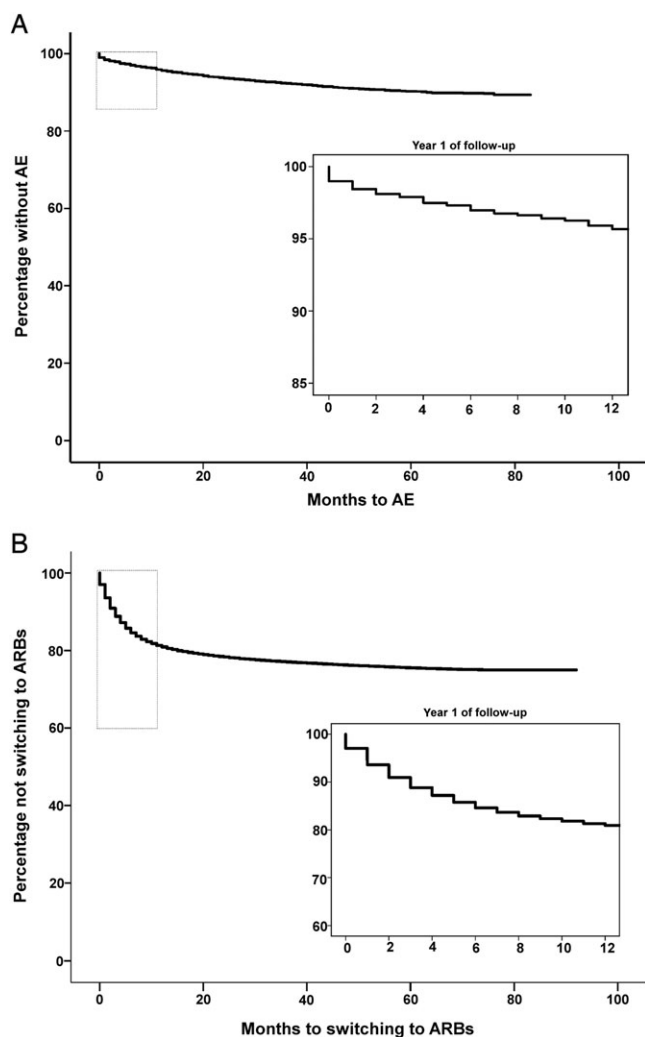 A
100
80
60
40
20
0
Percentage without AE
Year 1 of follow-up
100
95
90
85
0 2 4 6 8 10 12
0 20 40 60 80 100
Months to AE
B
100
80
60
40
20
0
Percentage not switching to ARBs
Year 1 of follow-up
100
90
80
70
60
0 2 4 6 8 10 12
0 20 40 60 80 100
Months to switching to ARBs